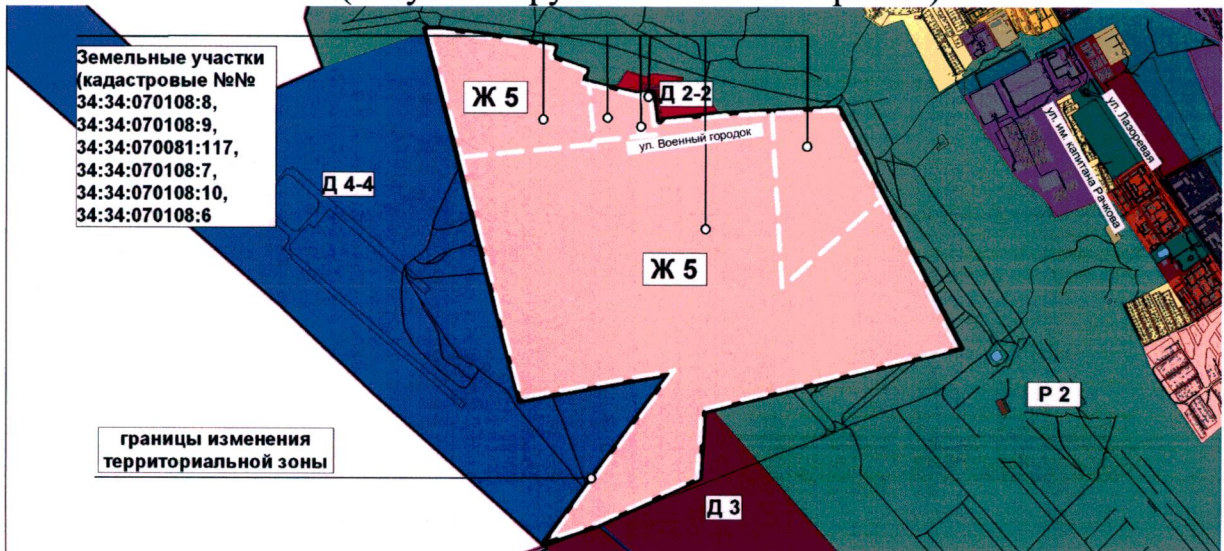 Земельные участки
(кадастровые №№
34:34:070108:8,
34:34:070108:9,
34:34:070081:117,
34:34:070108:7,
34:34:070108:10,
34:34:070108:6
Ж 5
Д 2-2
ул. Военный городок
Д 4-4
Ж 5
ул. им. капитана Рачкова
ул. Лазоревая
Р 2
границы изменения
территориальной зоны
Д 3